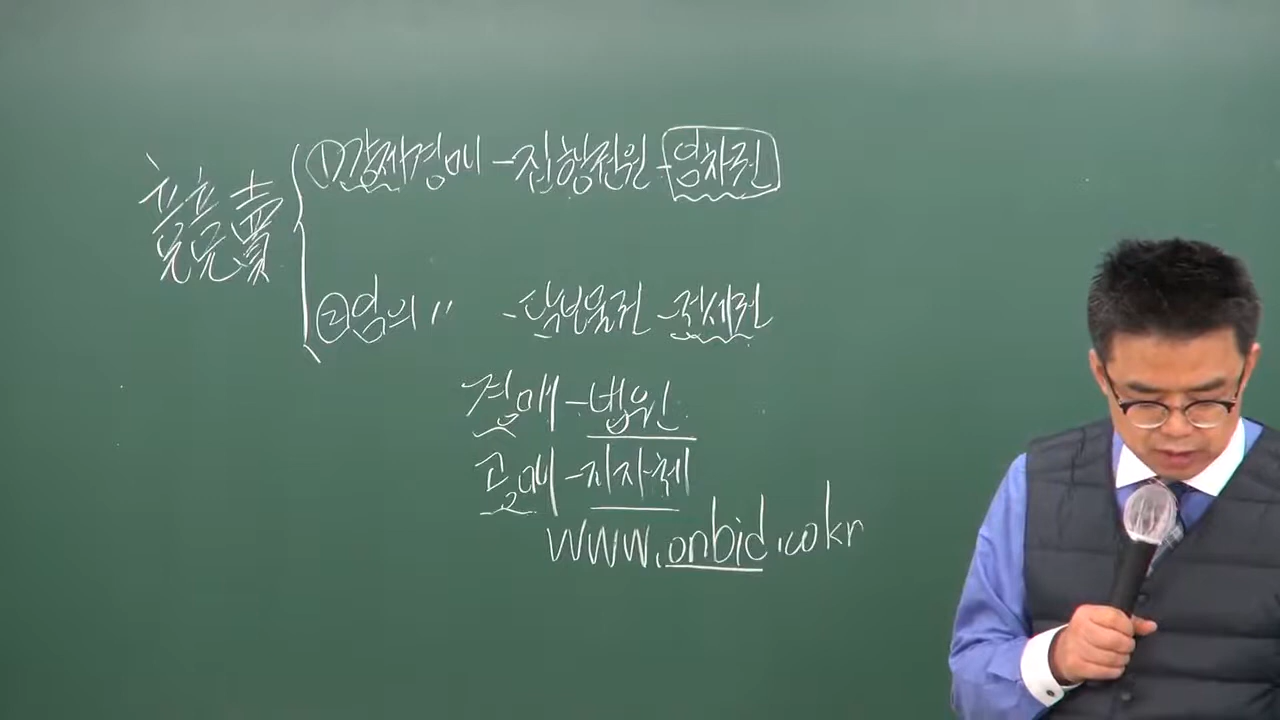 競賣
①강제경매 - 집행권원 - 임차권
②임의 〃 - 담보물권 - 전세권
경매 - 법원
공매 - 지자체
www.onbid.co.kr